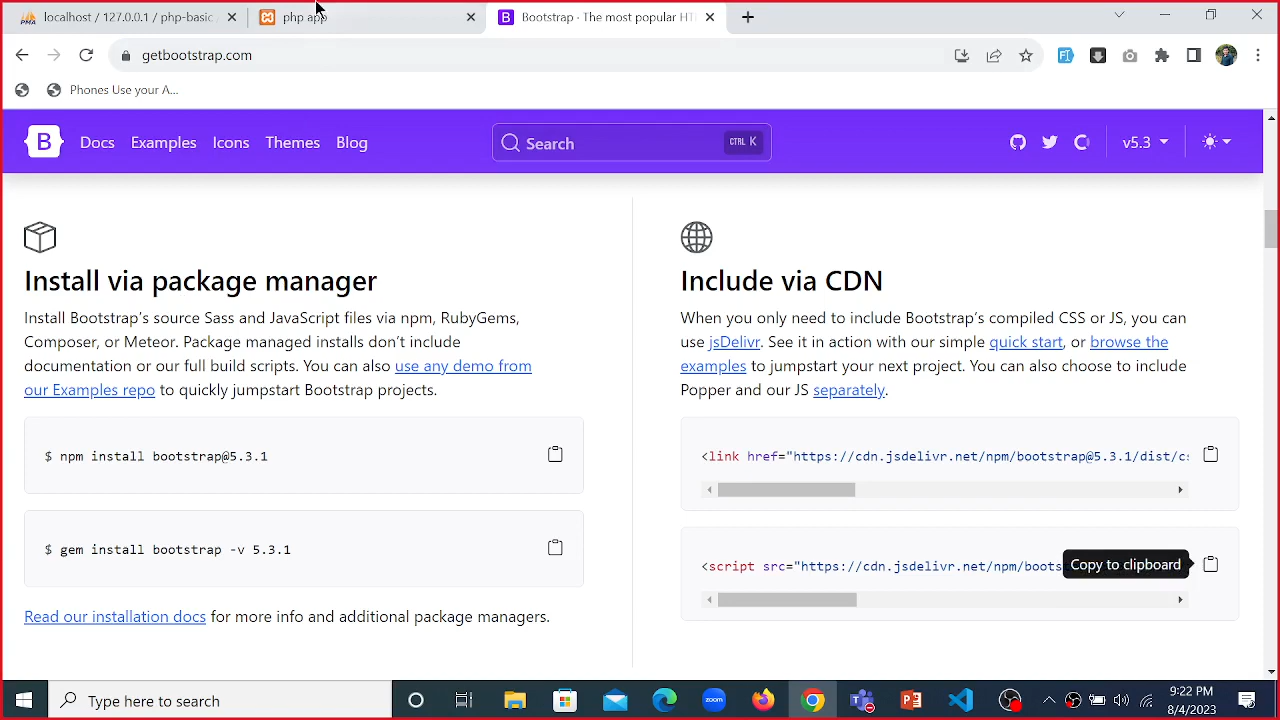 localhost / 127.0.0.1 / php-basic
php app
Bootstrap · The most popular HT
getbootstrap.com
Phones Use your A...
B Docs Examples Icons Themes Blog
Search CTRL K
v5.3
Install via package manager
Install Bootstrap’s source Sass and JavaScript files via npm, RubyGems,
Composer, or Meteor. Package managed installs don’t include
documentation or our full build scripts. You can also use any demo from
our Examples repo to quickly jumpstart Bootstrap projects.
$ npm install bootstrap@5.3.1
$ gem install bootstrap -v 5.3.1
Read our installation docs for more info and additional package managers.
Include via CDN
When you only need to include Bootstrap’s compiled CSS or JS, you can
use jsDelivr. See it in action with our simple quick start, or browse the
examples to jumpstart your next project. You can also choose to include
Popper and our JS separately.
<link href="https://cdn.jsdelivr.net/npm/bootstrap@5.3.1/dist/cs
<script src="https://cdn.jsdelivr.net/npm/boots
Copy to clipboard
Type here to search
zoom
9:22 PM
8/4/2023